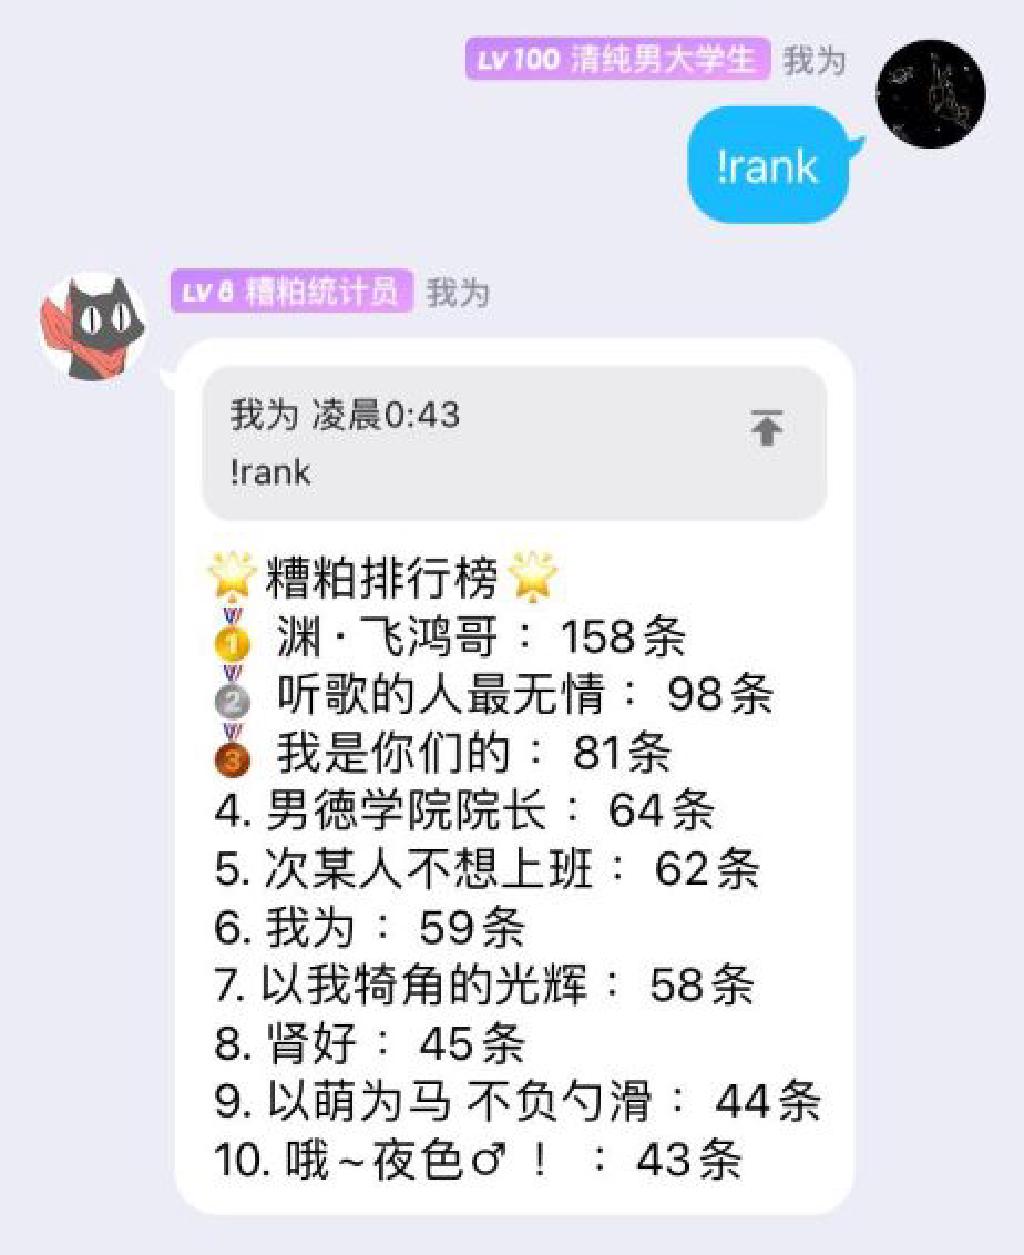 LV100 清纯男大学生 我为
!rank
LV6 糟粕统计员 我为
我为 凌晨0:43
!rank
🌟糟粕排行榜🌟
🥇 渊·飞鸿哥：158条
🥈 听歌的人最无情：98条
🥉 我是你们的：81条
4. 男德学院院长：64条
5. 次某人不想上班：62条
6. 我为：59条
7. 以我犄角的光辉：58条
8. 肾好：45条
9. 以萌为马 不负勺滑：44条
10. 哦~夜色♂！：43条